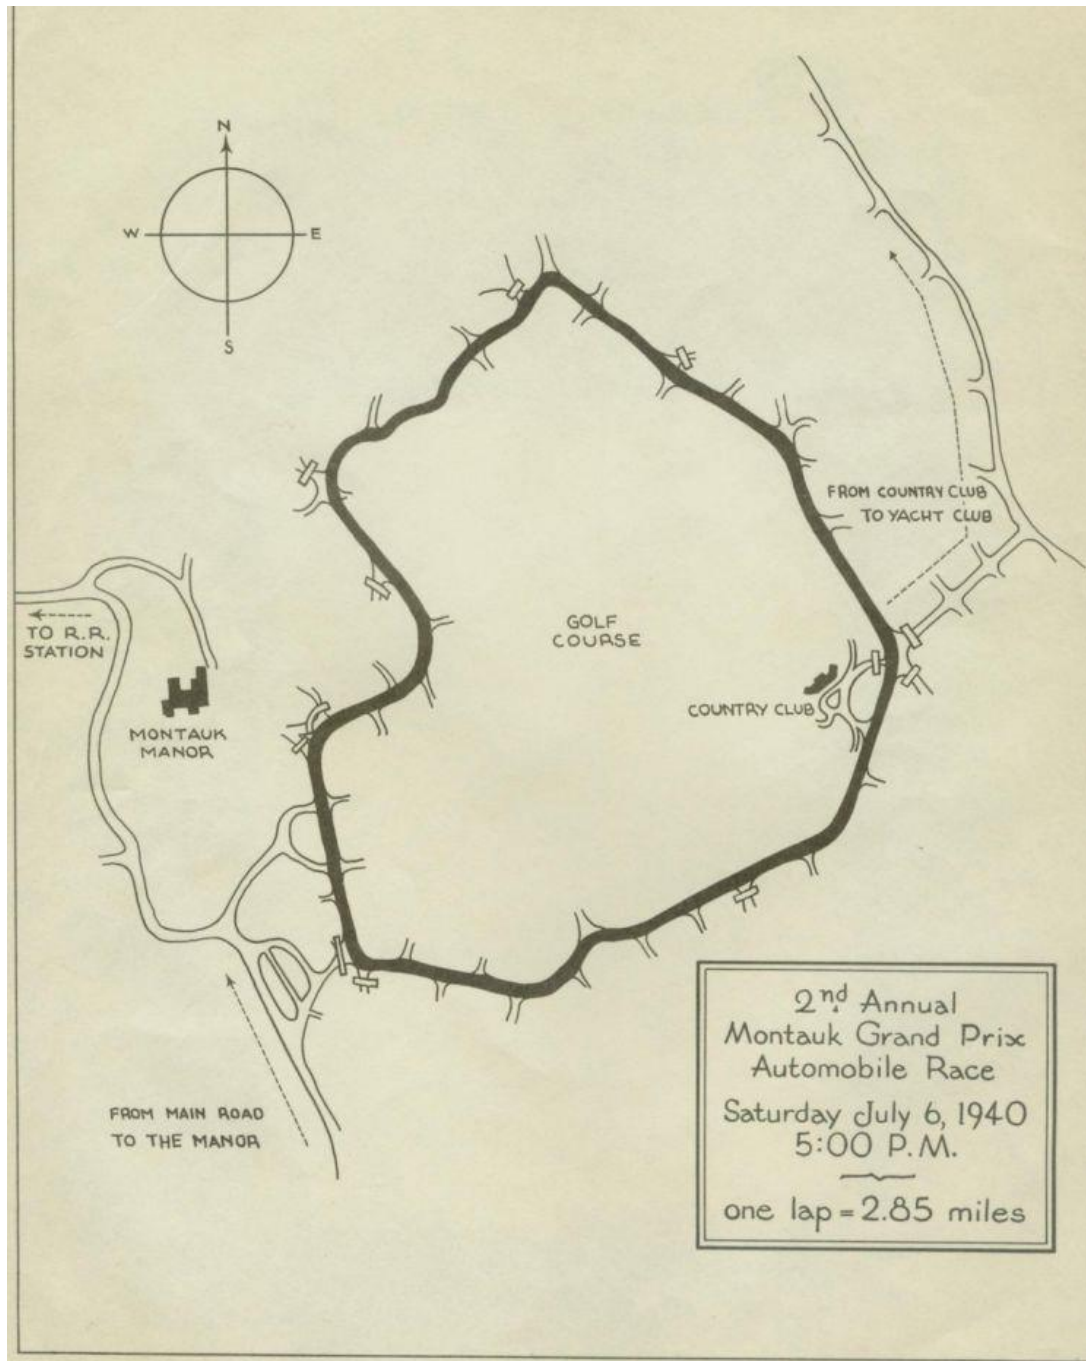 N
W E
S
FROM COUNTRY CLUB
TO YACHT CLUB
TO R.R.
STATION
GOLF
COURSE
MONTAUK
MANOR
COUNTRY CLUB
FROM MAIN ROAD
TO THE MANOR
2nd Annual
Montauk Grand Prix
Automobile Race
Saturday July 6, 1940
5:00 P.M.
one lap = 2.85 miles